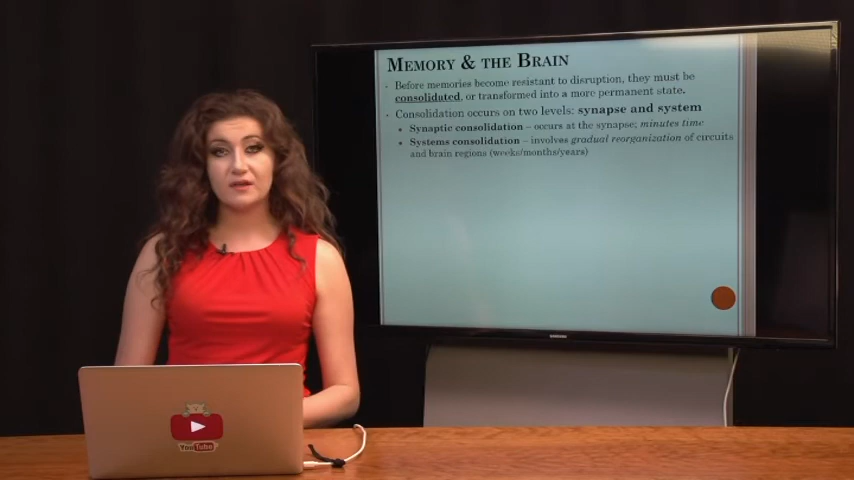 MEMORY & THE BRAIN
Before memories become resistant to disruption, they must be
consolidated, or transformed into a more permanent state.
Consolidation occurs on two levels: synapse and system
Synaptic consolidation – occurs at the synapse; minutes time
Systems consolidation – involves gradual reorganization of circuits
and brain regions (weeks/months/years)
SAMSUNG
YouTube